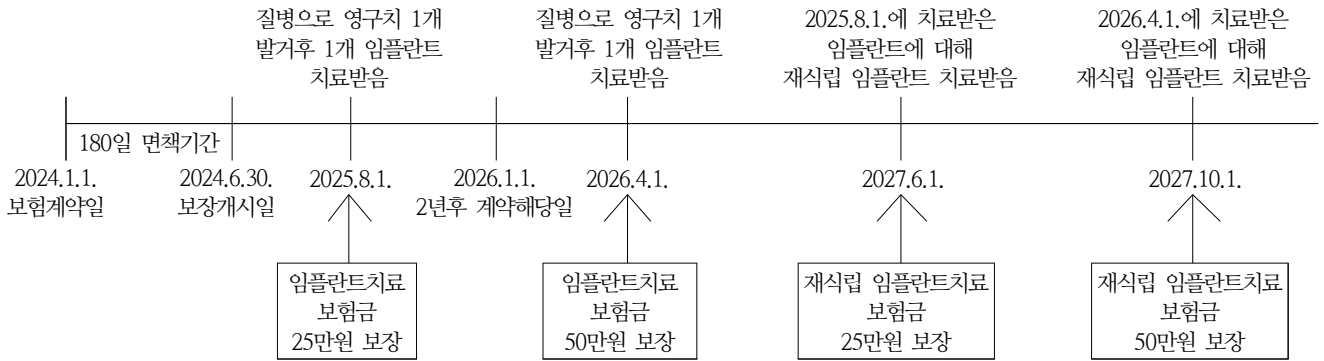 질병으로 영구치 1개
발거후 1개 임플란트
치료받음
질병으로 영구치 1개
발거후 1개 임플란트
치료받음
2025.8.1.에 치료받은
임플란트에 대해
재식립 임플란트 치료받음
2026.4.1.에 치료받은
임플란트에 대해
재식립 임플란트 치료받음
180일 면책기간
2024.1.1.
보험계약일
2024.6.30.
보장개시일
2025.8.1.
2026.1.1.
2년후 계약해당일
2026.4.1.
2027.6.1.
2027.10.1.
임플란트치료
보험금
25만원 보장
임플란트치료
보험금
50만원 보장
재식립 임플란트치료
보험금
25만원 보장
재식립 임플란트치료
보험금
50만원 보장